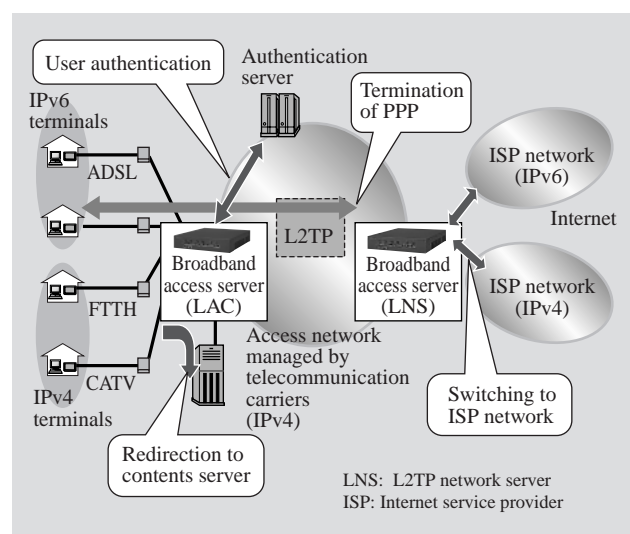 User authentication
Authentication
server
Termination
of PPP
IPv6
terminals
ADSL
ISP network
(IPv6)
Internet
L2TP
Broadband
access server
(LAC)
Broadband
access server
(LNS)
ISP network
(IPv4)
FTTH
CATV
IPv4
terminals
Access network
managed by
telecommunication
carriers
(IPv4)
Switching to
ISP network
Redirection to
contents server
LNS: L2TP network server
ISP: Internet service provider